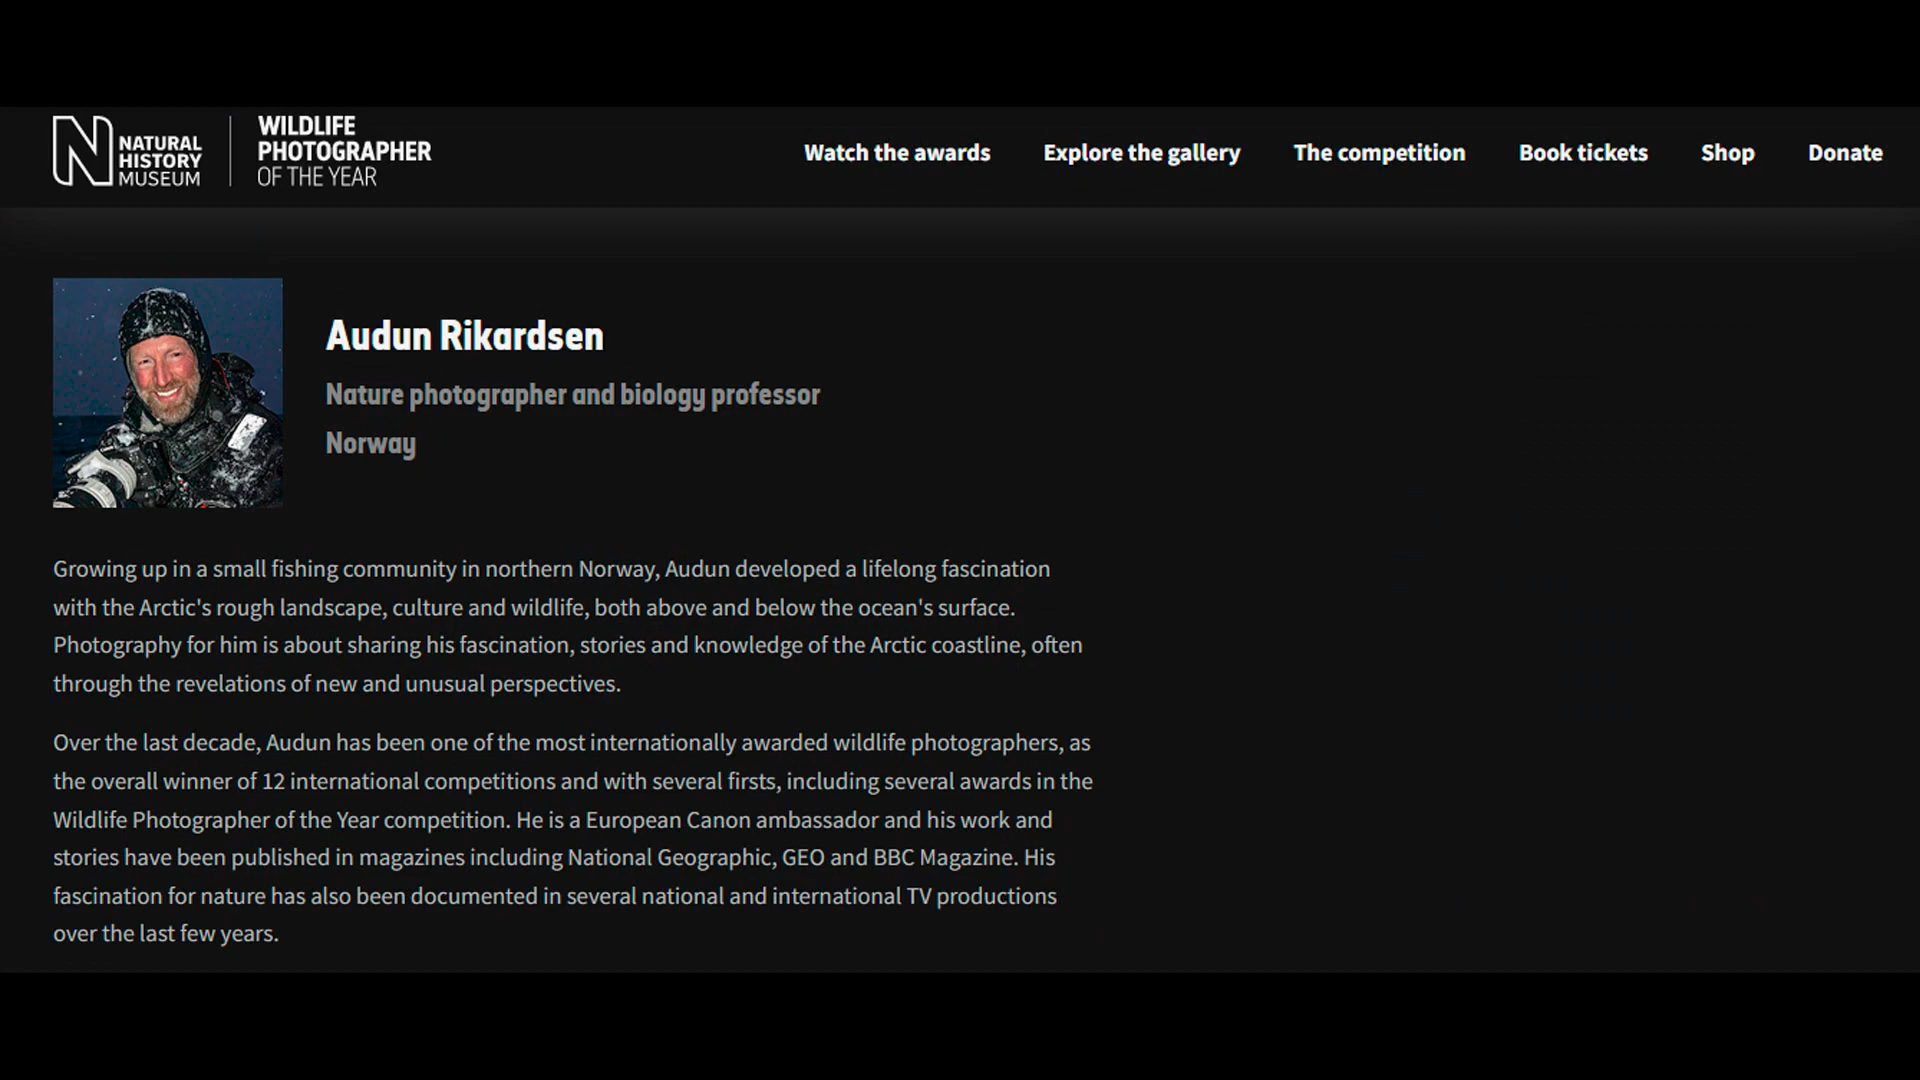 NATURAL
HISTORY
MUSEUM
WILDLIFE
PHOTOGRAPHER
OF THE YEAR
Watch the awards
Explore the gallery
The competition
Book tickets
Shop
Donate
Audun Rikardsen
Nature photographer and biology professor
Norway
Growing up in a small fishing community in northern Norway, Audun developed a lifelong fascination
with the Arctic's rough landscape, culture and wildlife, both above and below the ocean's surface.
Photography for him is about sharing his fascination, stories and knowledge of the Arctic coastline, often
through the revelations of new and unusual perspectives.
Over the last decade, Audun has been one of the most internationally awarded wildlife photographers, as
the overall winner of 12 international competitions and with several firsts, including several awards in the
Wildlife Photographer of the Year competition. He is a European Canon ambassador and his work and
stories have been published in magazines including National Geographic, GEO and BBC Magazine. His
fascination for nature has also been documented in several national and international TV productions
over the last few years.